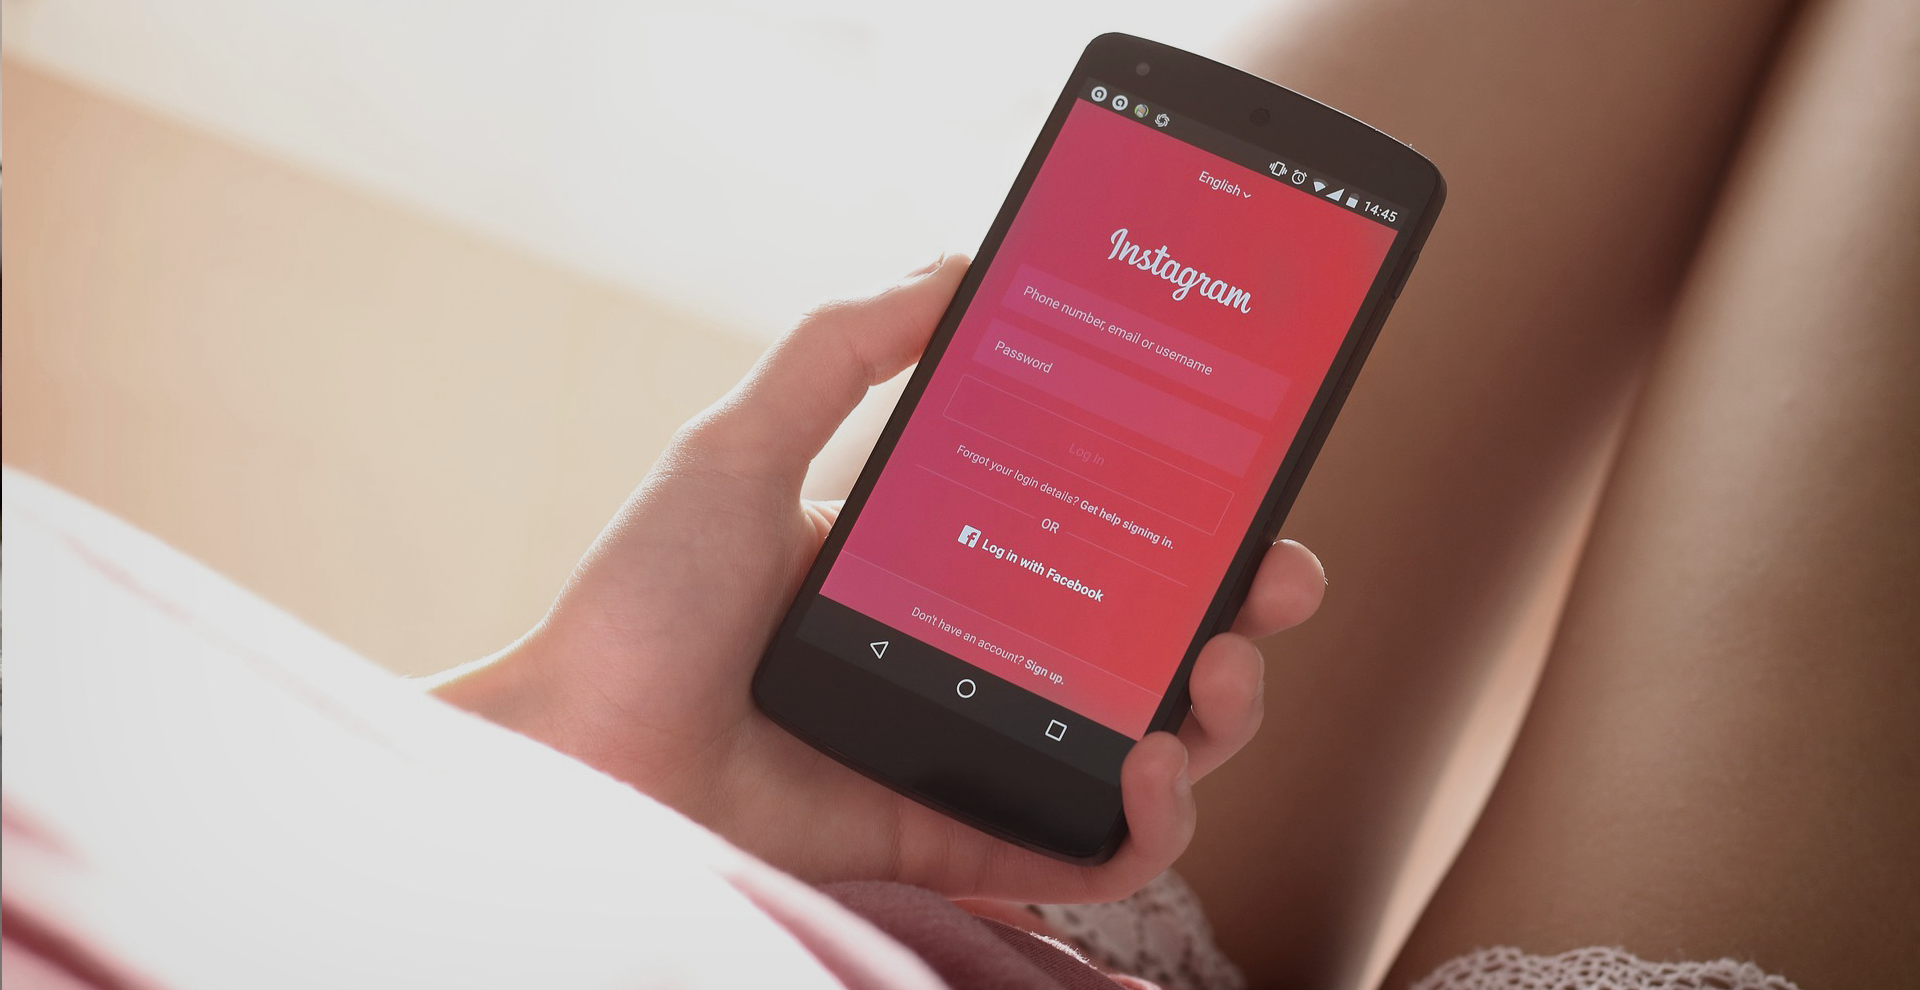 14:45
English
Instagram
Phone number, email or username
Password
Log In
Forgot your login details? Get help signing in.
OR
Log in with Facebook
Don't have an account? Sign up.